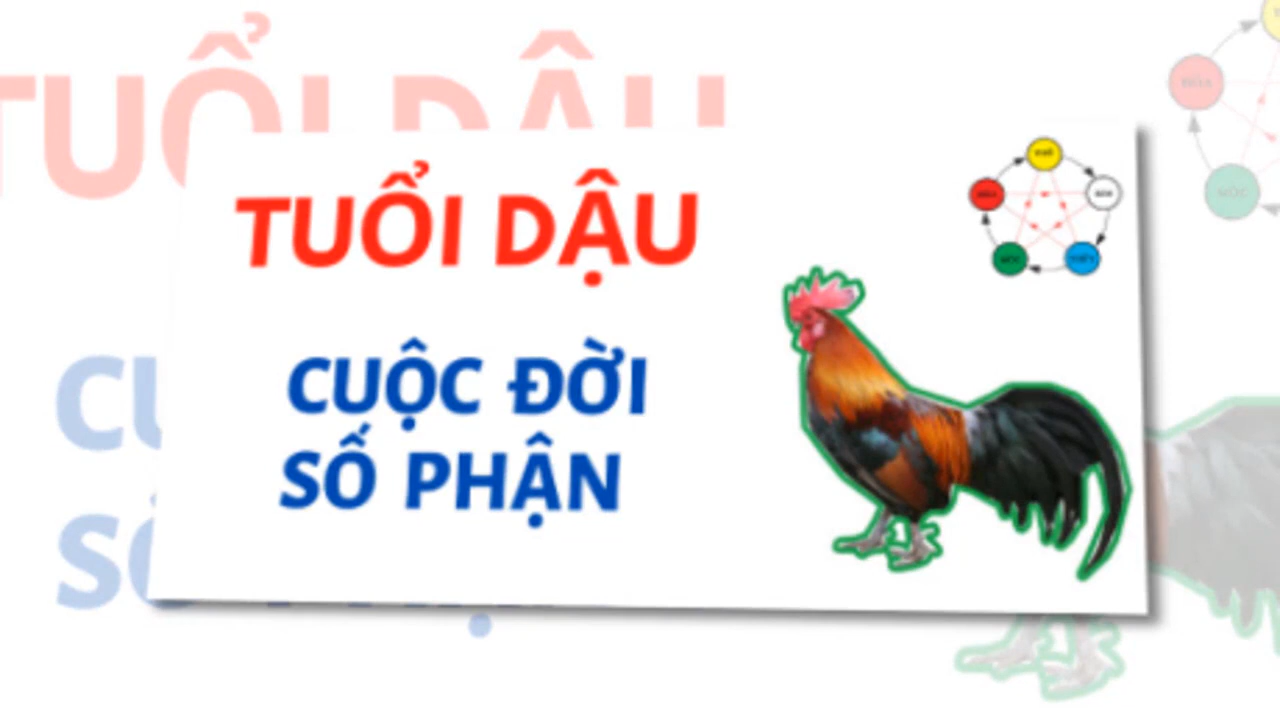 TUỔI DẬU
CUỘC ĐỜI
SỐ PHẬN